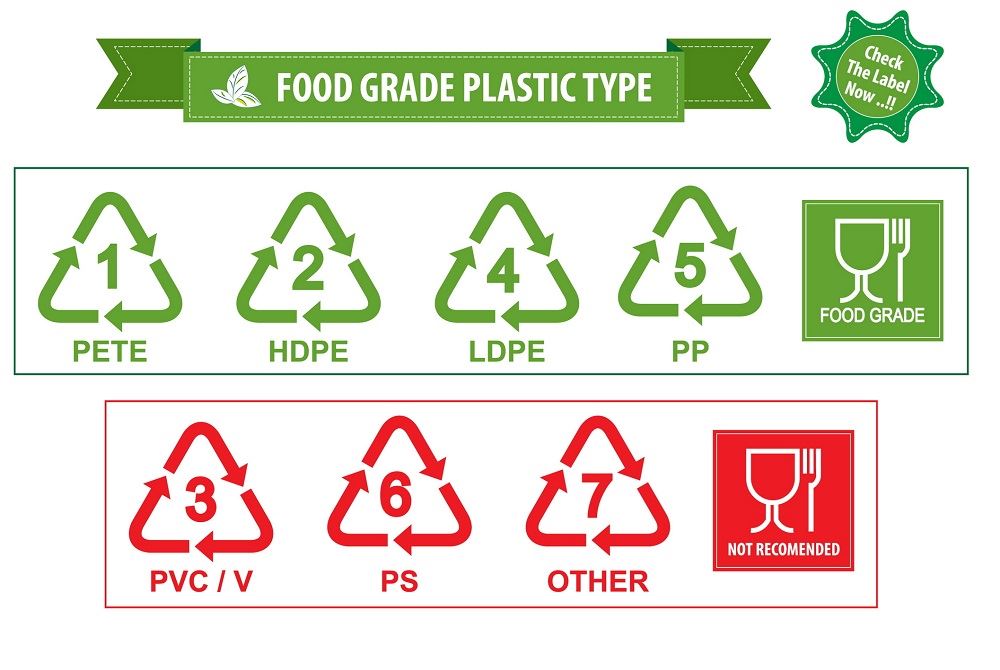 FOOD GRADE PLASTIC TYPE
Check
The Label
Now ..!!
1
PETE
2
HDPE
4
LDPE
5
PP
FOOD GRADE
3
PVC / V
6
PS
7
OTHER
NOT RECOMENDED